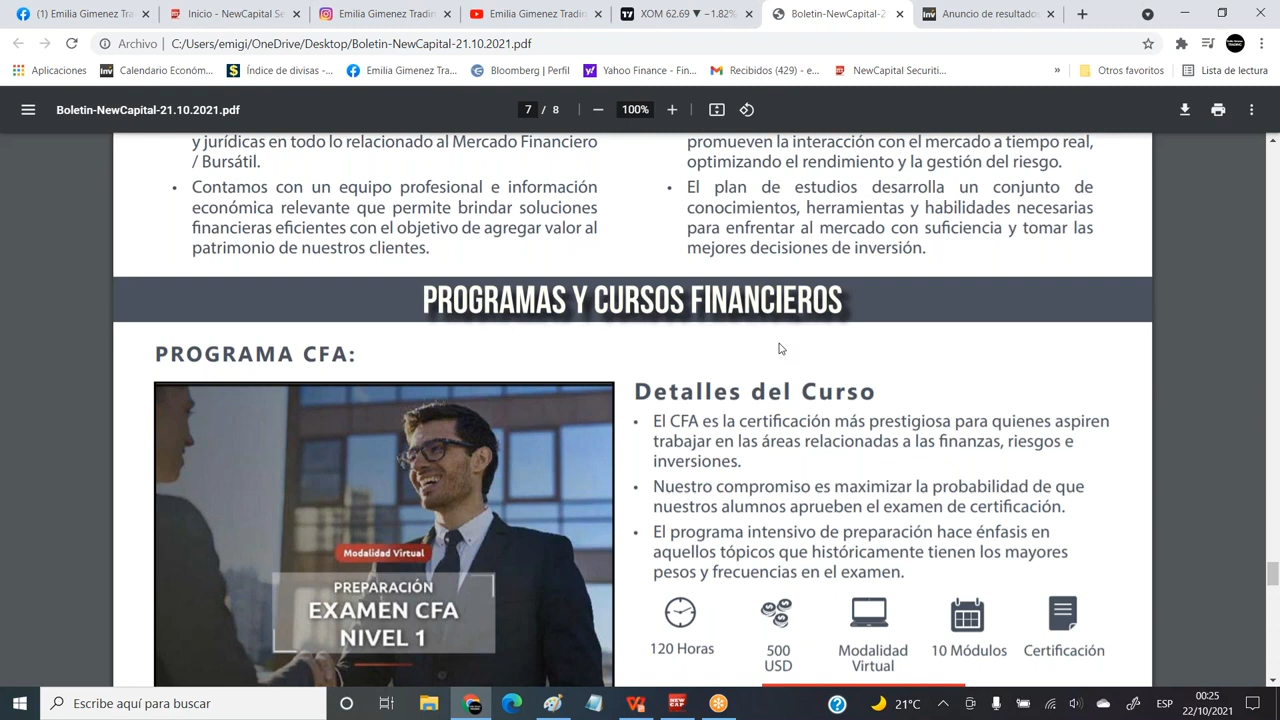 (1) Emilia Gimenez Tra
Inicio - NewCapital Se
Emilia Gimenez Tradin
Emilia Gimenez Tradin
XOM 62.69 ▼ −1.82%
Boletin-NewCapital-2
Anuncio de resultados
Archivo | C:/Users/emigi/OneDrive/Desktop/Boletin-NewCapital-21.10.2021.pdf
Aplicaciones
Calendario Económ...
Índice de divisas -...
Emilia Gimenez Tra...
Bloomberg | Perfil
Yahoo Finance - Fin...
Recibidos (429) - e...
NewCapital Securiti...
»
Otros favoritos
Lista de lectura
Boletin-NewCapital-21.10.2021.pdf
7 / 8
100%
y jurídicas en todo lo relacionado al Mercado Financiero
/ Bursátil.
• Contamos con un equipo profesional e información
económica relevante que permite brindar soluciones
financieras eficientes con el objetivo de agregar valor al
patrimonio de nuestros clientes.
promueven la interacción con el mercado a tiempo real,
optimizando el rendimiento y la gestión del riesgo.
• El plan de estudios desarrolla un conjunto de
conocimientos, herramientas y habilidades necesarias
para enfrentar al mercado con suficiencia y tomar las
mejores decisiones de inversión.
PROGRAMAS Y CURSOS FINANCIEROS
PROGRAMA CFA:
Modalidad Virtual
PREPARACIÓN
EXAMEN CFA
NIVEL 1
Detalles del Curso
• El CFA es la certificación más prestigiosa para quienes aspiren
trabajar en las áreas relacionadas a las finanzas, riesgos e
inversiones.
• Nuestro compromiso es maximizar la probabilidad de que
nuestros alumnos aprueben el examen de certificación.
• El programa intensivo de preparación hace énfasis en
aquellos tópicos que históricamente tienen los mayores
pesos y frecuencias en el examen.
120 Horas
500
USD
Modalidad
Virtual
10 Módulos
Certificación
Escribe aquí para buscar
21°C
ESP
00:25
22/10/2021